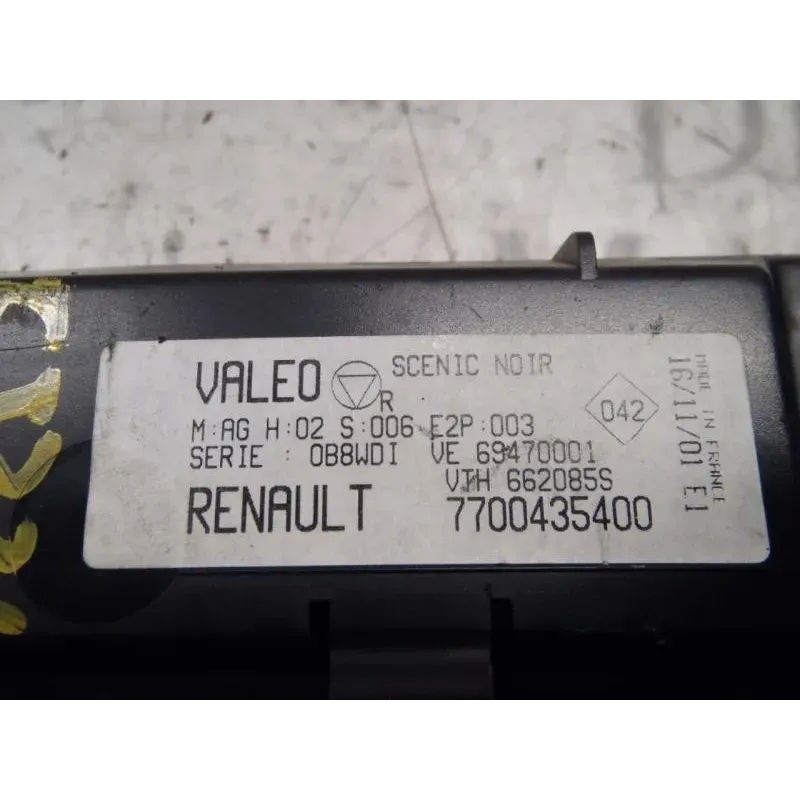 VALEO R SCENIC NOIR
M:AG H:02 S:006 E2P:003
SERIE : 0B8WDI VE 69470001
VTH 662085S
RENAULT 7700435400
042
MADE IN FRANCE
16/11/01 E1